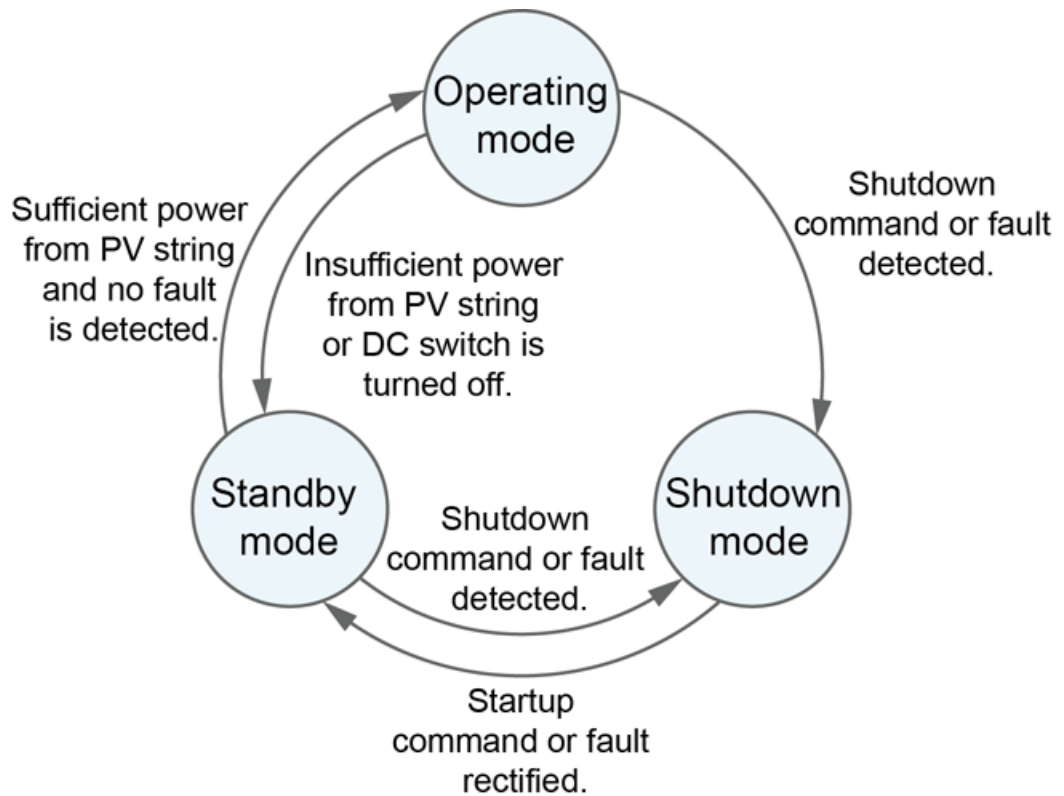 Operating
mode
Sufficient power
from PV string
and no fault
is detected.
Insufficient power
from PV string
or DC switch is
turned off.
Shutdown
command or fault
detected.
Standby
mode
Shutdown
command or fault
detected.
Shutdown
mode
Startup
command or fault
rectified.